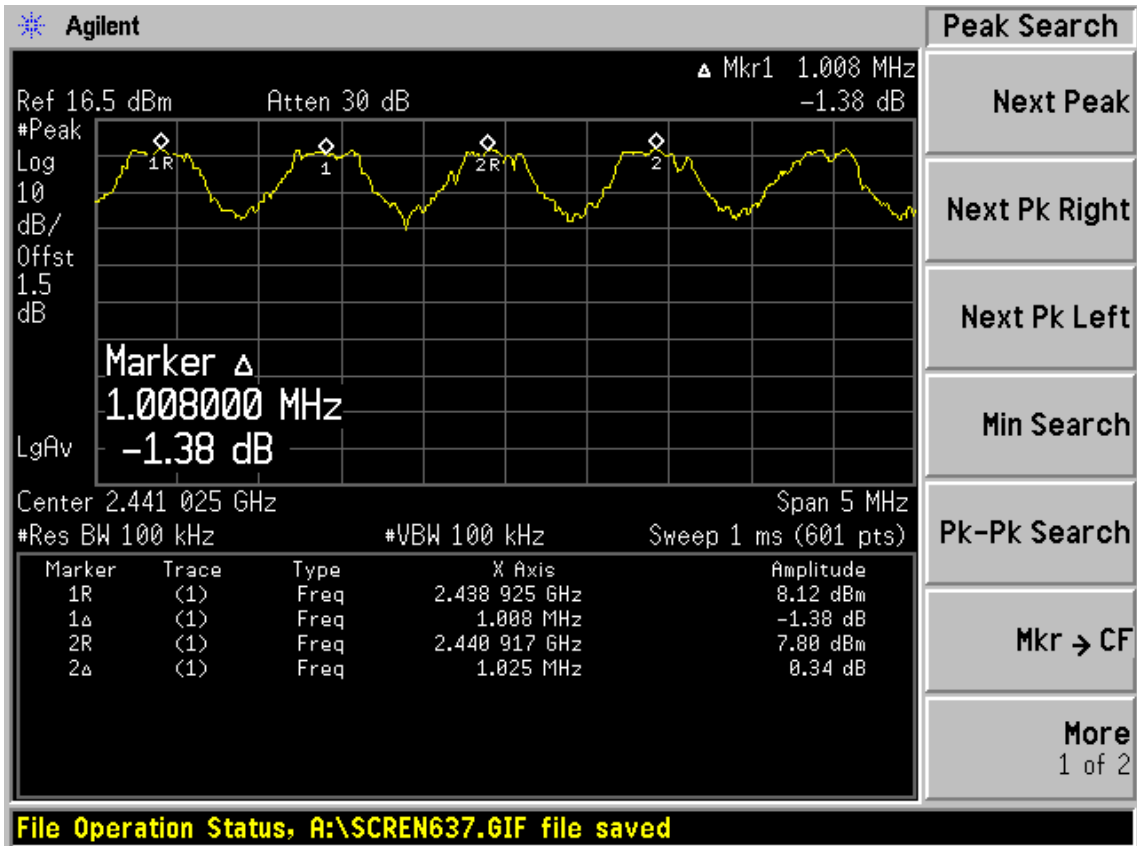 Agilent
Peak Search
Δ Mkr1 1.008 MHz
Ref 16.5 dBm Atten 30 dB -1.38 dB
#Peak
Log
10
dB/
Offst
1.5
dB
1R 1 2R 2
Marker Δ
1.008000 MHz
-1.38 dB
LgAv
Center 2.441 025 GHz Span 5 MHz
#Res BW 100 kHz #VBW 100 kHz Sweep 1 ms (601 pts)
Marker Trace Type X Axis Amplitude
1R (1) Freq 2.438 925 GHz 8.12 dBm
1Δ (1) Freq 1.008 MHz -1.38 dB
2R (1) Freq 2.440 917 GHz 7.80 dBm
2Δ (1) Freq 1.025 MHz 0.34 dB
Next Peak
Next Pk Right
Next Pk Left
Min Search
Pk-Pk Search
Mkr → CF
More
1 of 2
File Operation Status, A:\SCREN637.GIF file saved